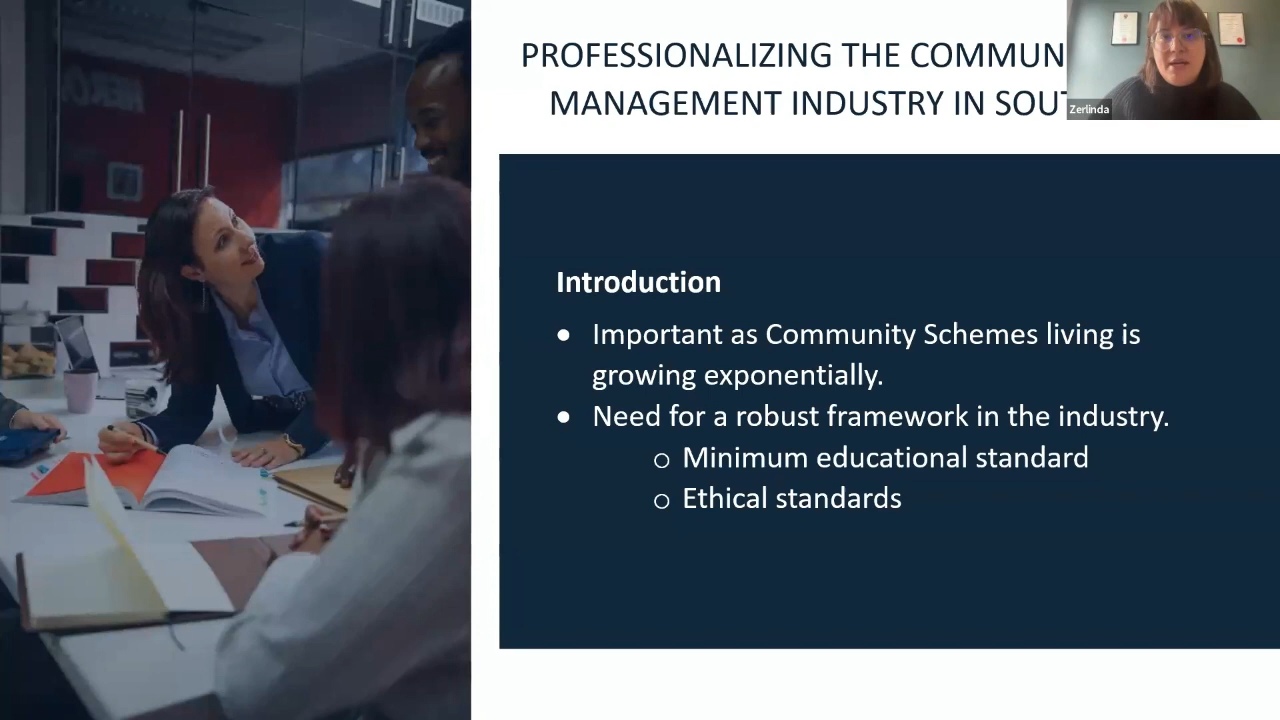 PROFESSIONALIZING THE COMMUN
MANAGEMENT INDUSTRY IN SOUT
Zerlinda
Introduction
• Important as Community Schemes living is
growing exponentially.
• Need for a robust framework in the industry.
o Minimum educational standard
o Ethical standards